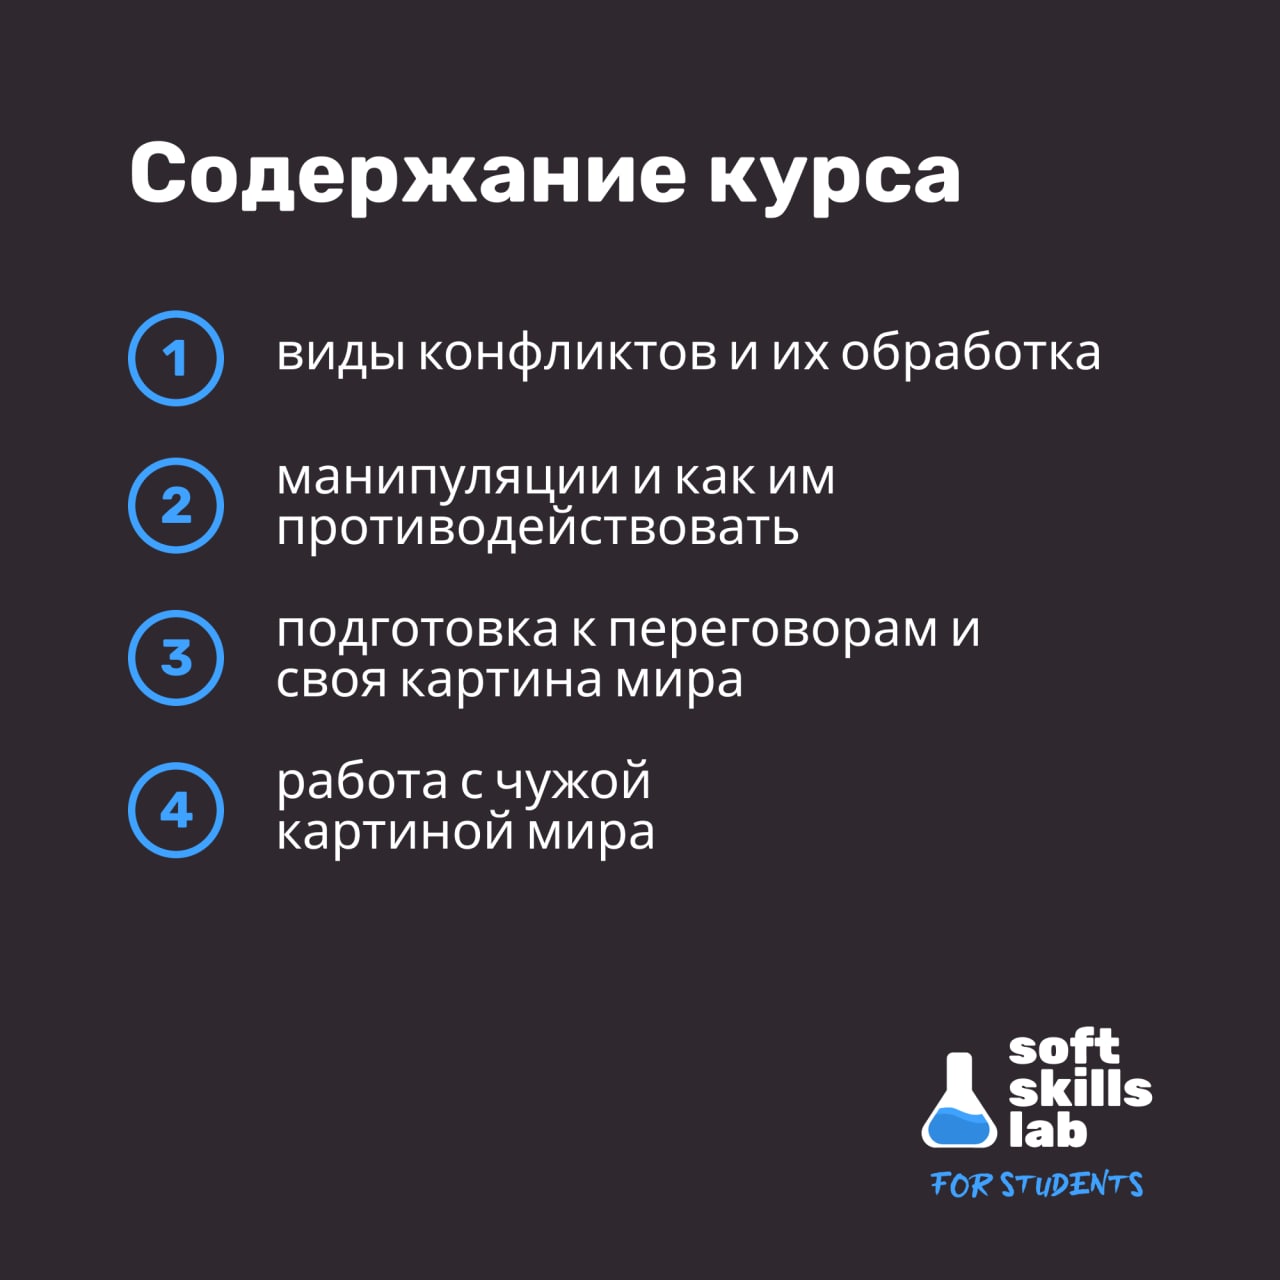 Содержание курса
1
виды конфликтов и их обработка
2
манипуляции и как им
противодействовать
3
подготовка к переговорам и
своя картина мира
4
работа с чужой
картиной мира
soft
skills
lab
FOR STUDENTS